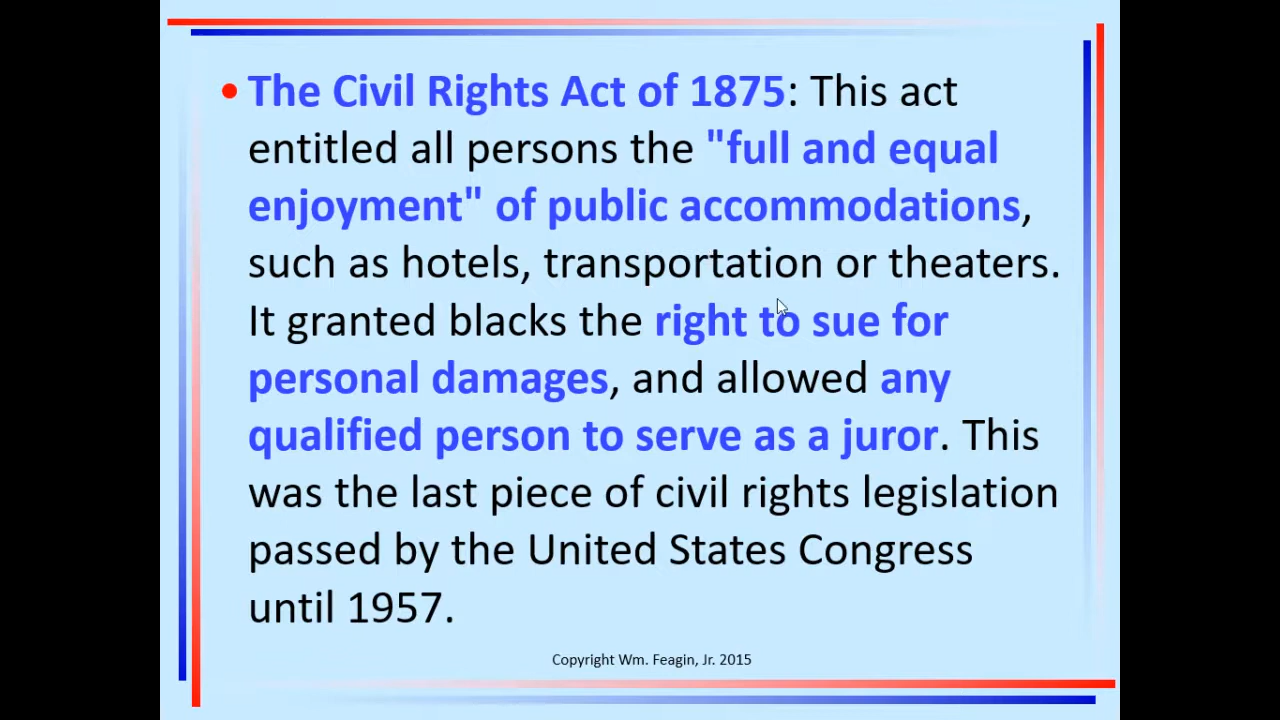 • The Civil Rights Act of 1875: This act
entitled all persons the "full and equal
enjoyment" of public accommodations,
such as hotels, transportation or theaters.
It granted blacks the right to sue for
personal damages, and allowed any
qualified person to serve as a juror. This
was the last piece of civil rights legislation
passed by the United States Congress
until 1957.
Copyright Wm. Feagin, Jr. 2015